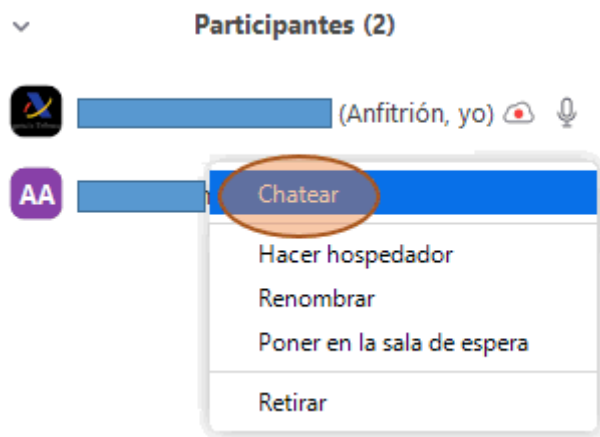 Participantes (2)
(Anfitrión, yo)
AA
Chatear
Hacer hospedador
Renombrar
Poner en la sala de espera
Retirar